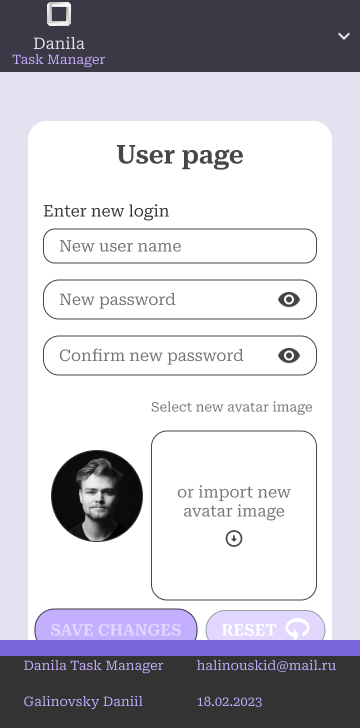 Danila
Task Manager
User page
Enter new login
New user name
New password
Confirm new password
Select new avatar image
or import new
avatar image
SAVE CHANGES
RESET
Danila Task Manager
halinouskid@mail.ru
Galinovsky Daniil
18.02.2023